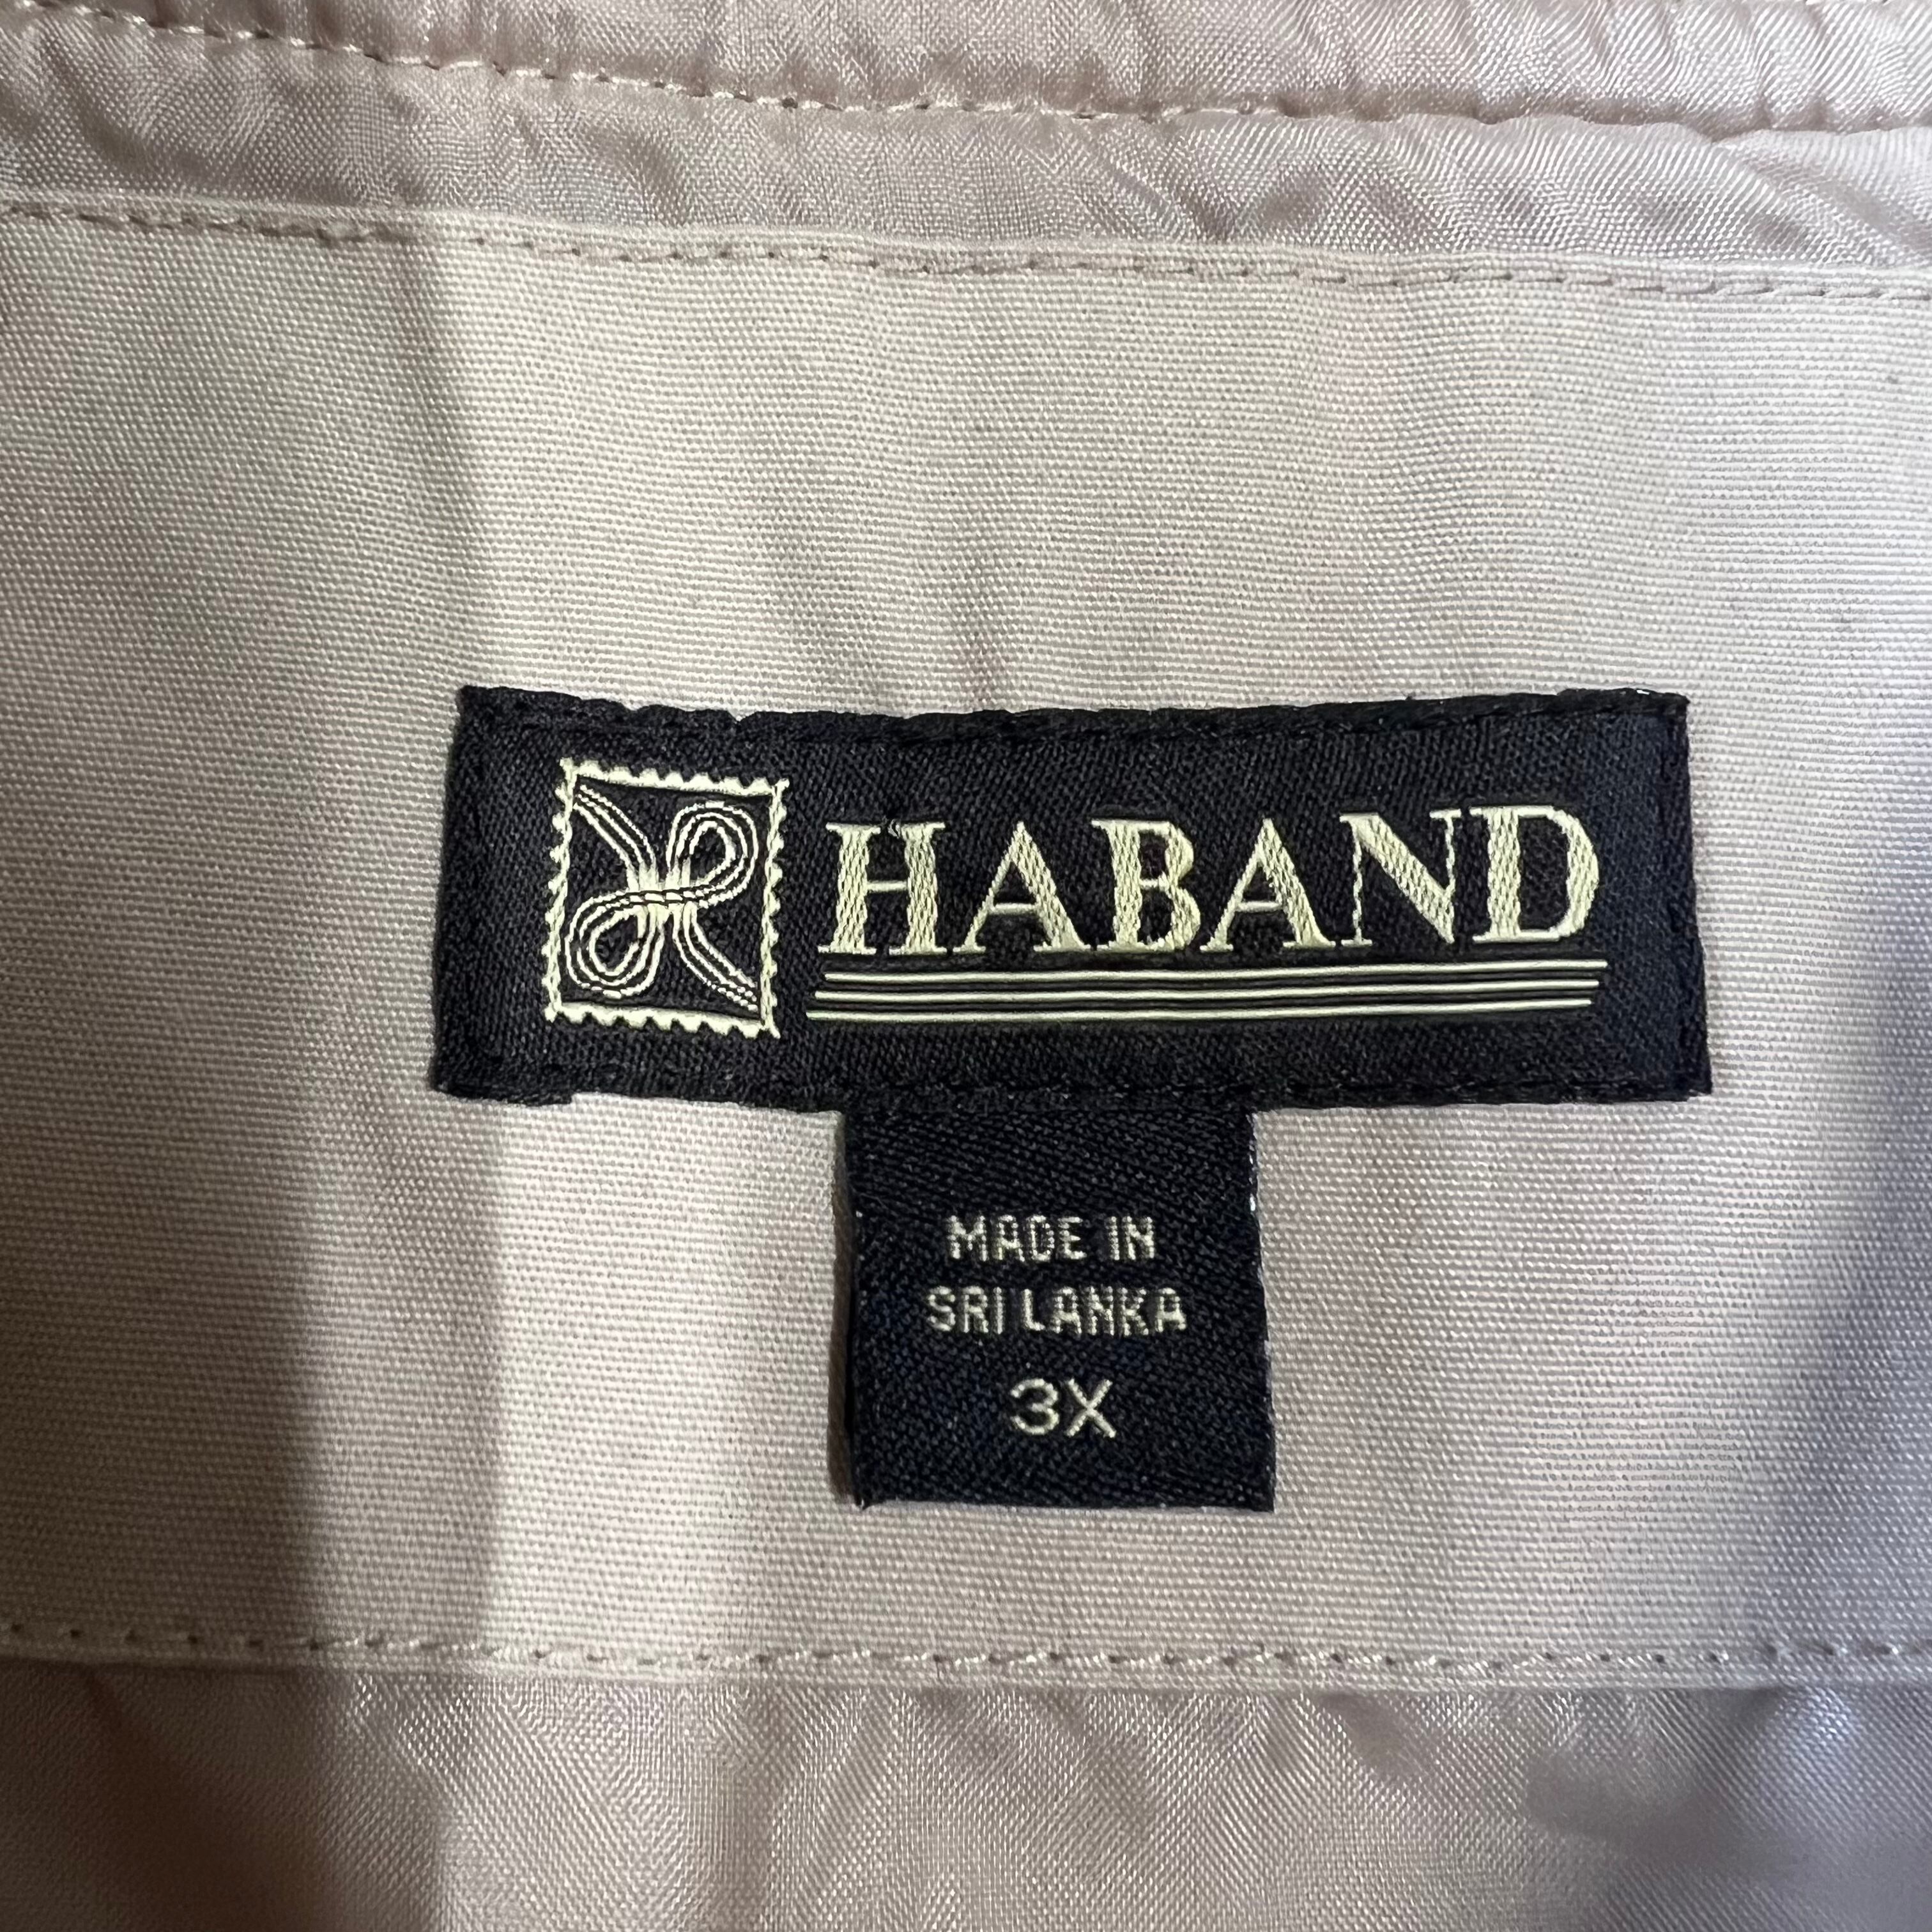 HABAND
MADE IN
SRI LANKA
3X